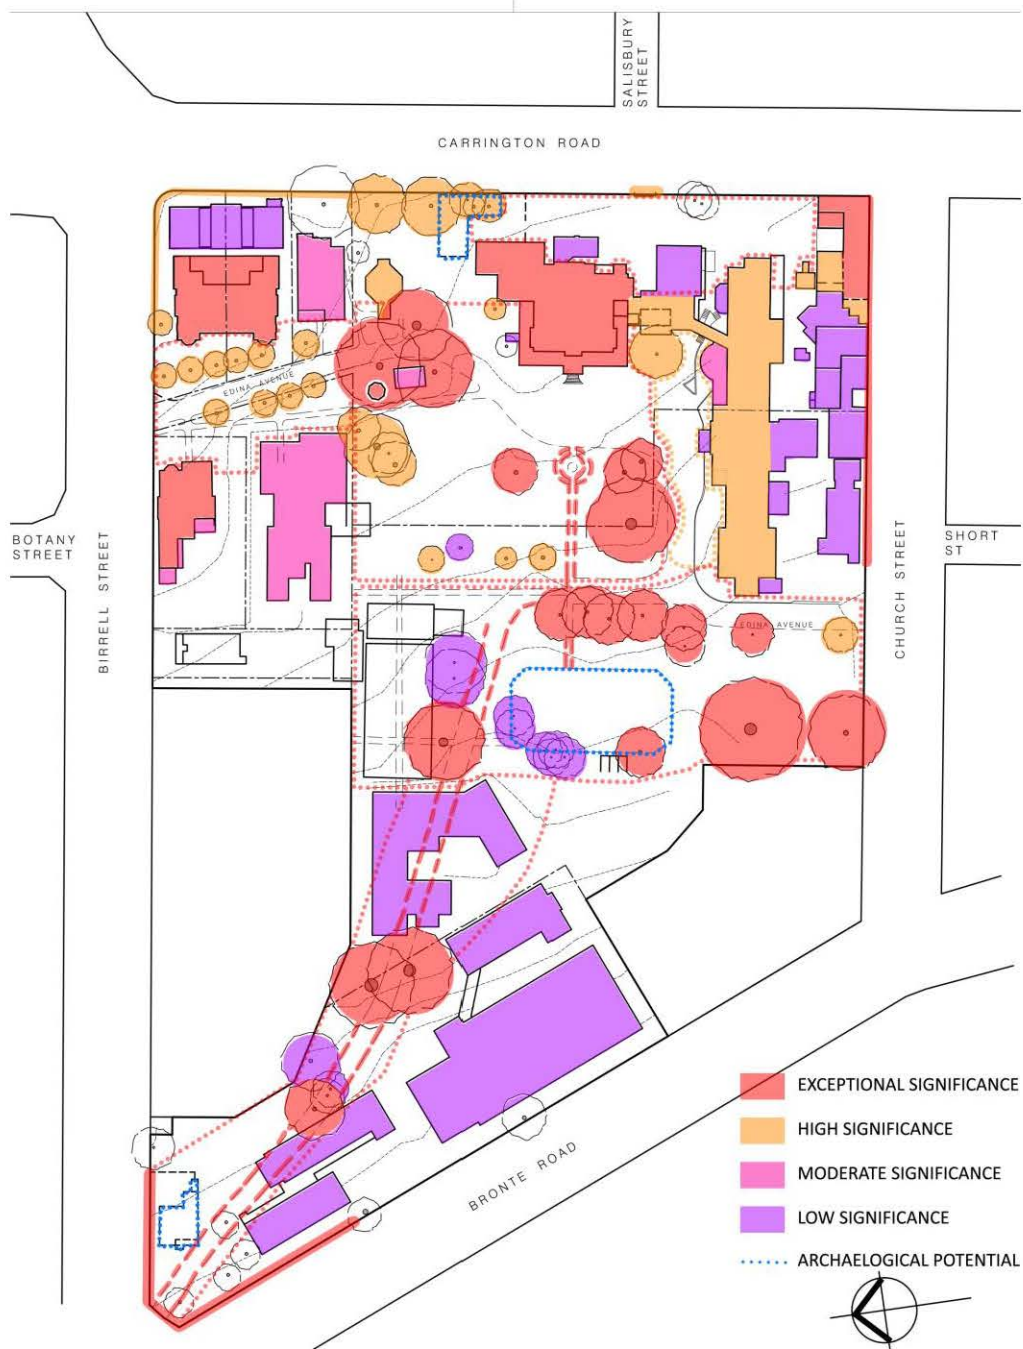 SALISBURY
STREET
CARRINGTON ROAD
EDINA AVENUE
BOTANY
STREET
BIRRELL STREET
CHURCH STREET
SHORT
ST
EDINA AVENUE
BRONTE ROAD
EXCEPTIONAL SIGNIFICANCE
HIGH SIGNIFICANCE
MODERATE SIGNIFICANCE
LOW SIGNIFICANCE
ARCHAELOGICAL POTENTIAL